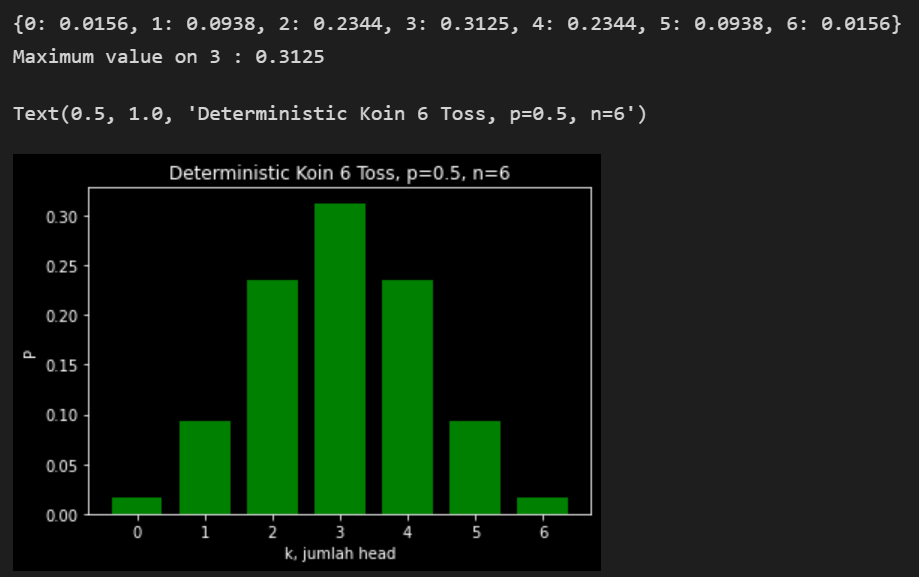 {0: 0.0156, 1: 0.0938, 2: 0.2344, 3: 0.3125, 4: 0.2344, 5: 0.0938, 6: 0.0156}
Maximum value on 3 : 0.3125
Text(0.5, 1.0, 'Deterministic Koin 6 Toss, p=0.5, n=6')
Deterministic Koin 6 Toss, p=0.5, n=6
0.30
0.25
0.20
P
0.15
0.10
0.05
0.00
0 1 2 3 4 5 6
k, jumlah head